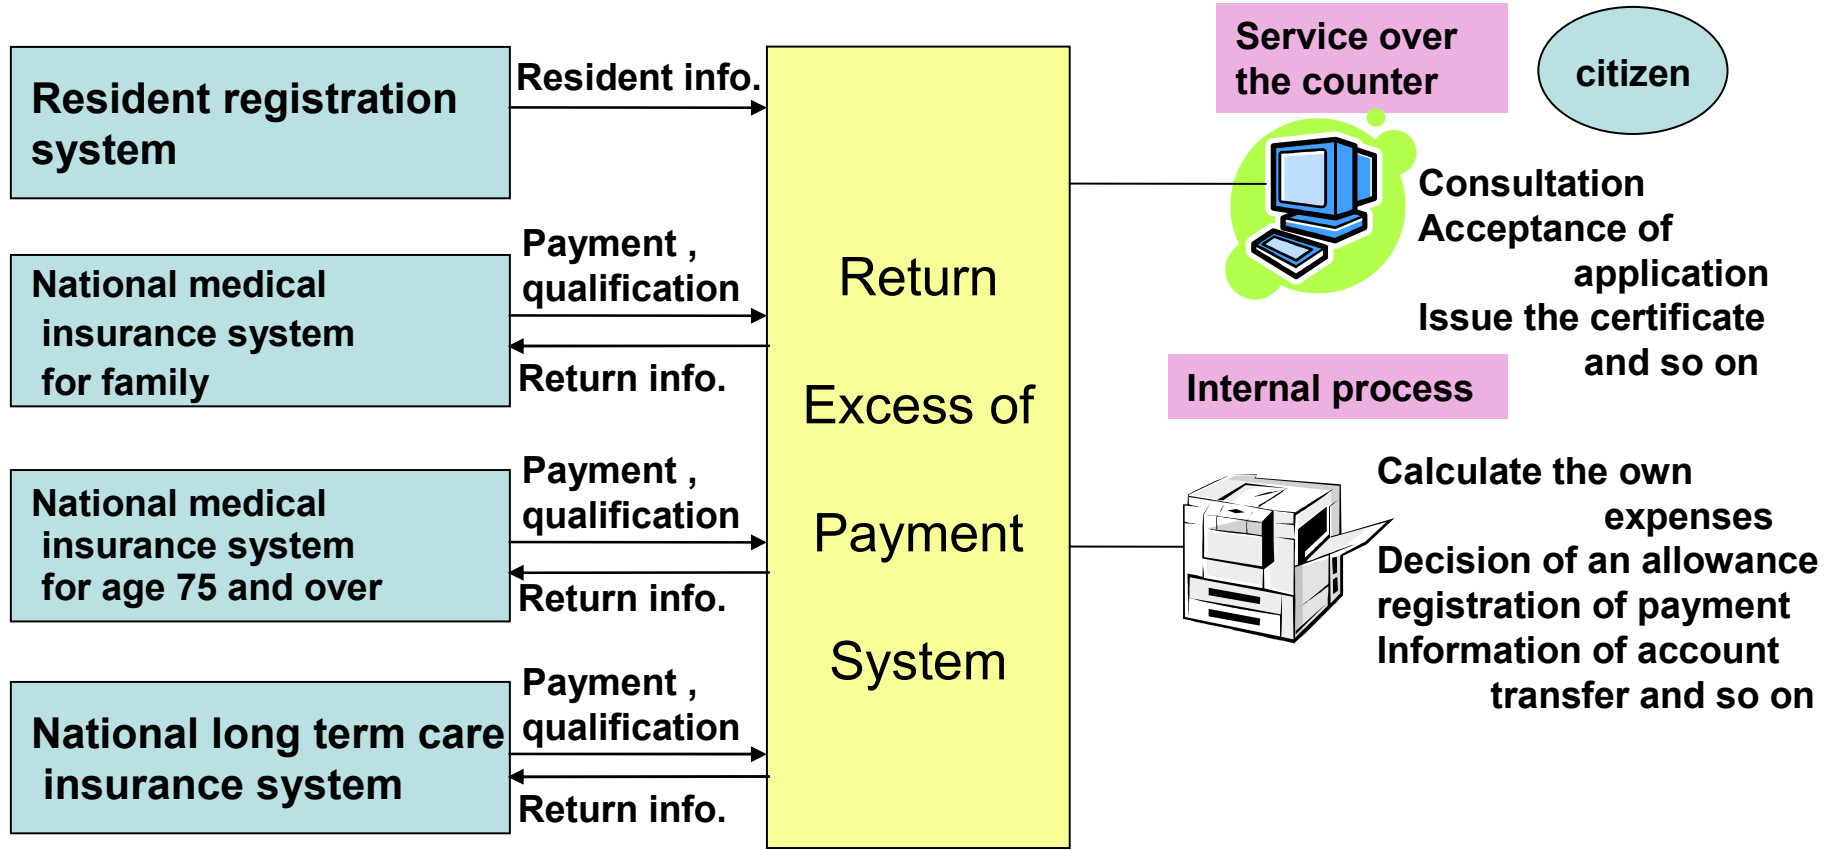 Resident registration
system
Resident info.
National medical
insurance system
for family
Payment ,
qualification
Return info.
National medical
insurance system
for age 75 and over
Payment ,
qualification
Return info.
National long term care
insurance system
Payment ,
qualification
Return info.
Return
Excess of
Payment
System
Service over
the counter
citizen
Consultation
Acceptance of
application
Issue the certificate
and so on
Internal process
Calculate the own
expenses
Decision of an allowance
registration of payment
Information of account
transfer and so on